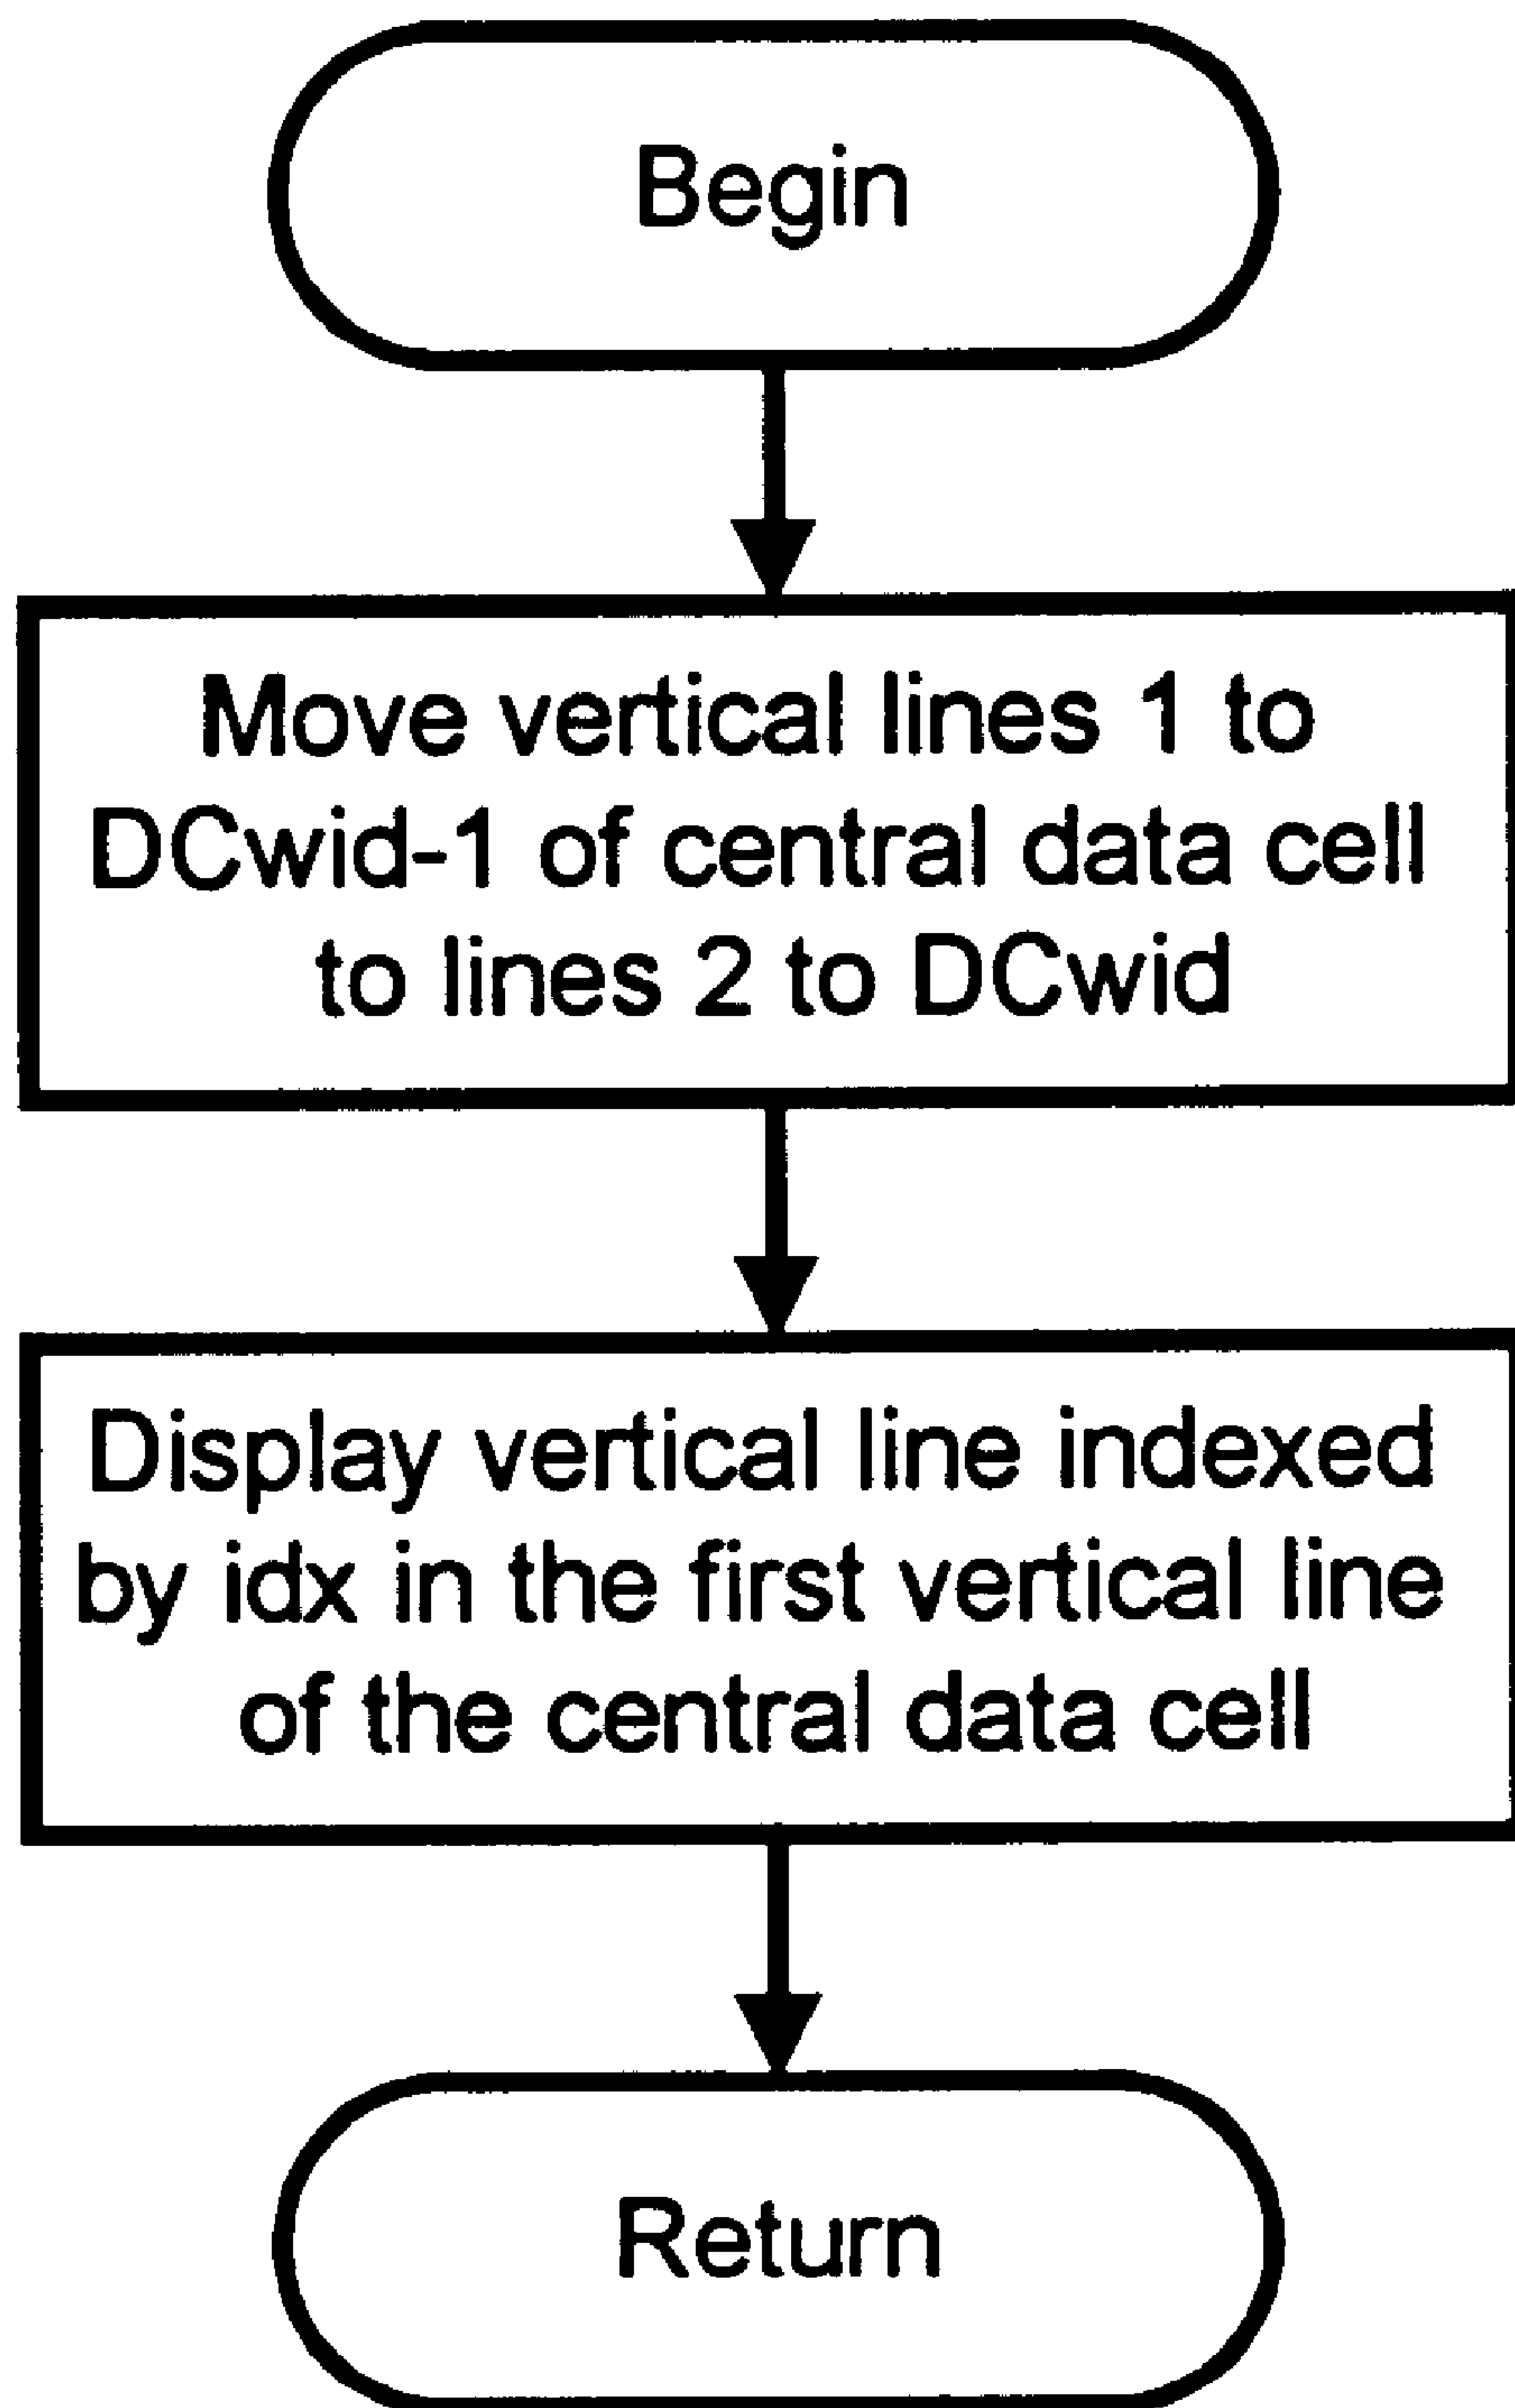 Begin
Move vertical lines 1 to
DCwid-1 of central data cell
to lines 2 to DCwid
Display vertical line indexed
by idx in the first vertical line
of the central data cell
Return